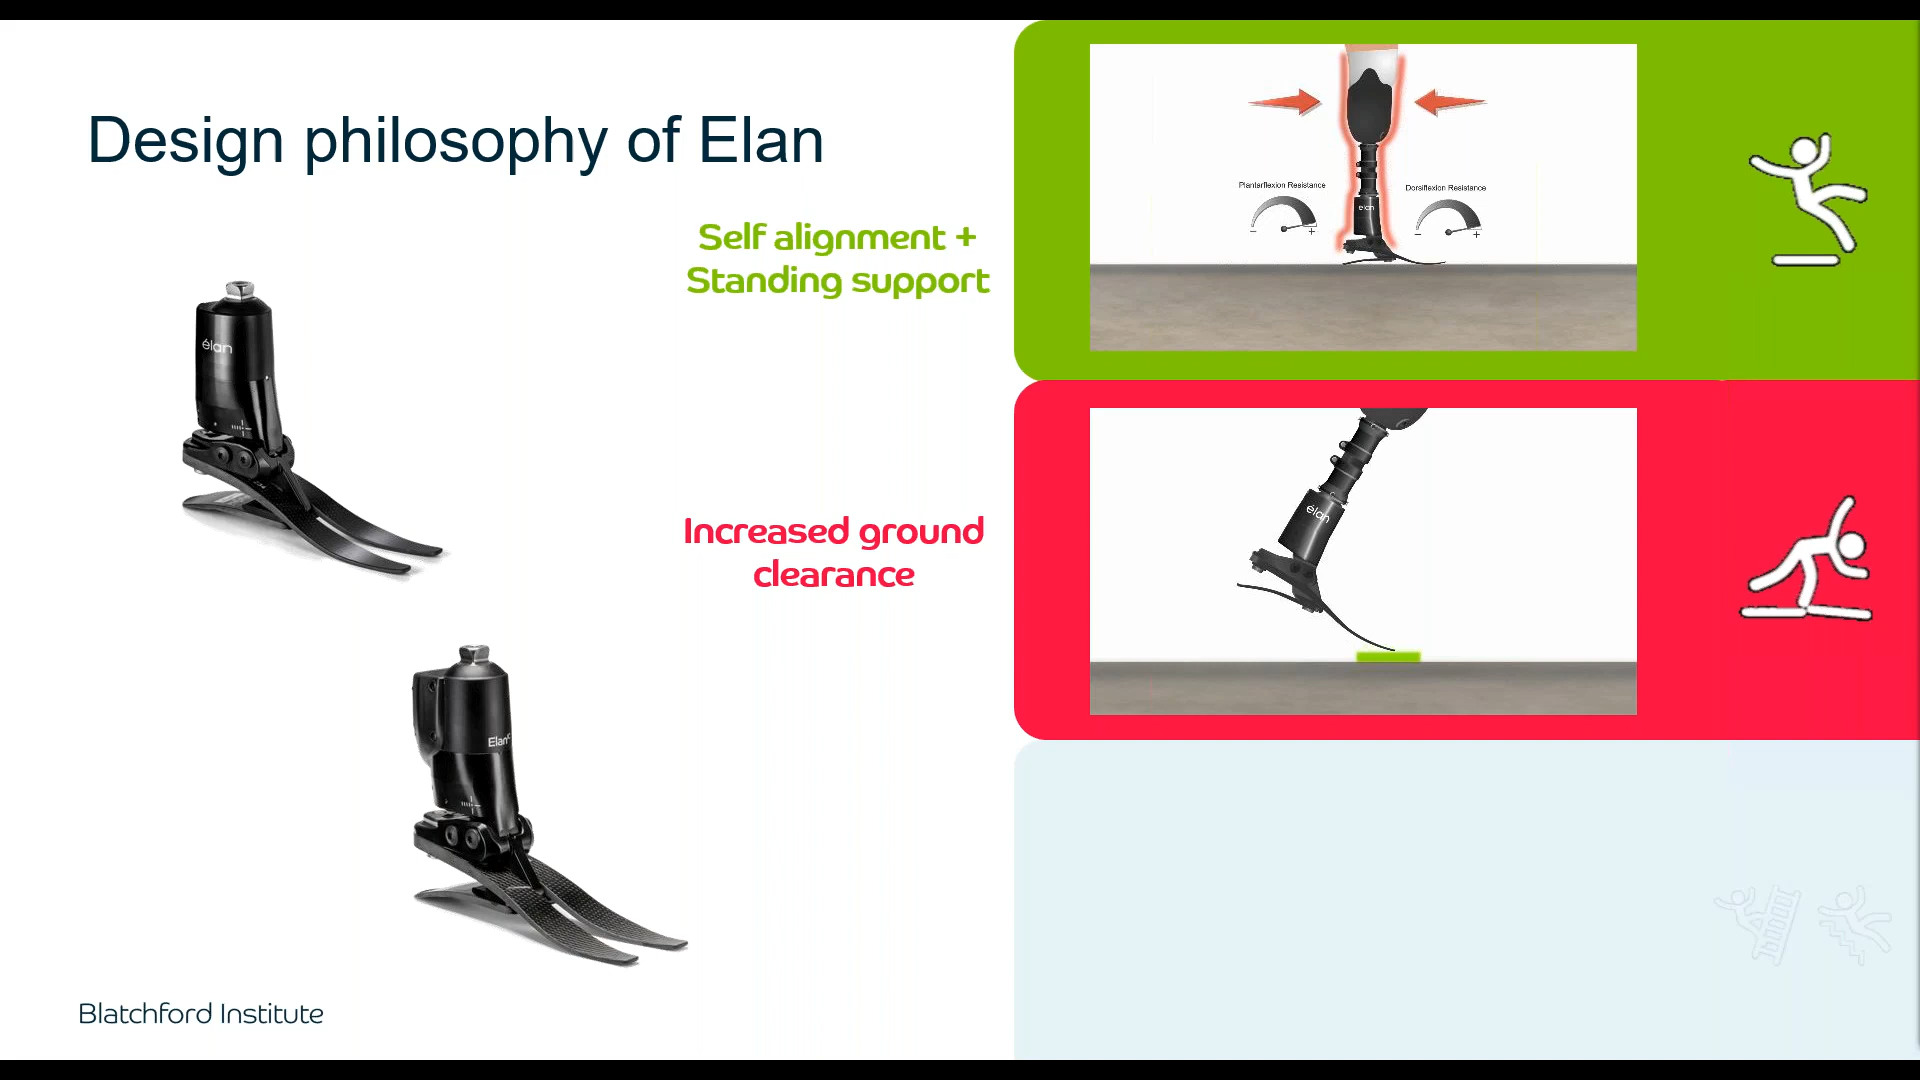 Design philosophy of Elan
Self alignment +
Standing support
Plantarflexion Resistance
Dorsiflexion Resistance
− +
− +
élan
élan
Increased ground
clearance
élan
Elan
Blatchford Institute